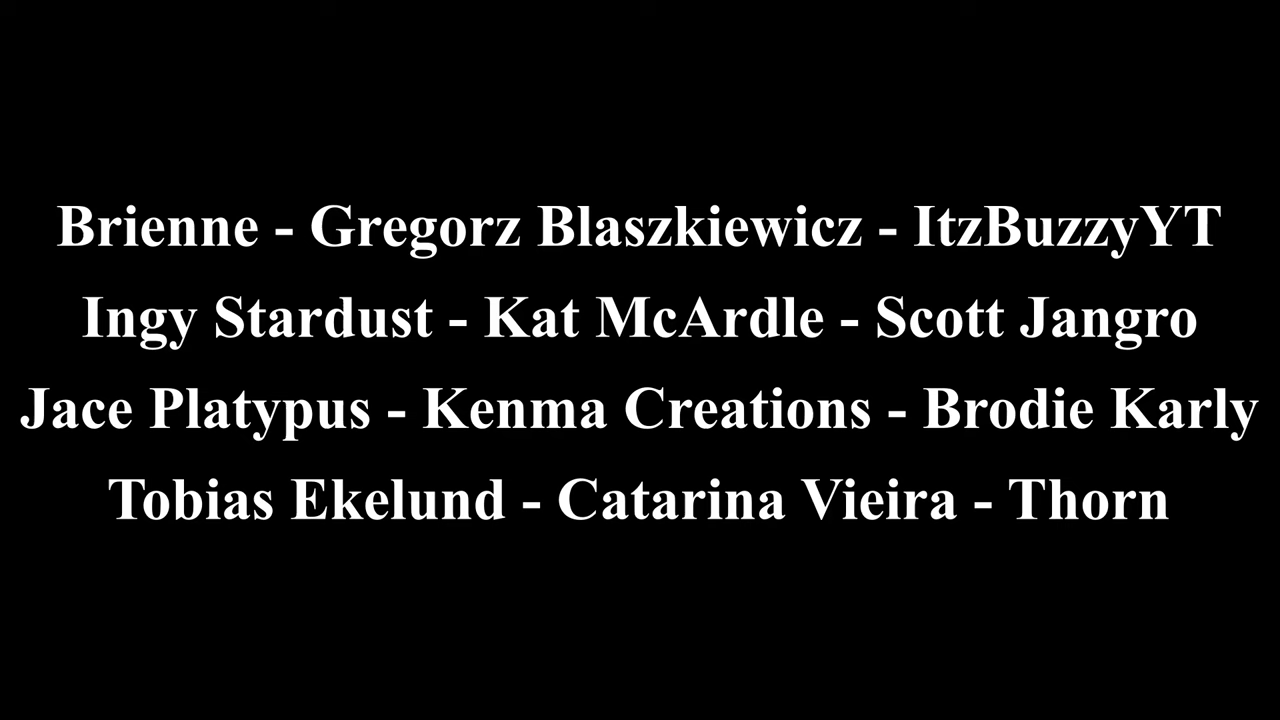 Brienne - Gregorz Blaszkiewicz - ItzBuzzyYT
Ingy Stardust - Kat McArdle - Scott Jangro
Jace Platypus - Kenma Creations - Brodie Karly
Tobias Ekelund - Catarina Vieira - Thorn